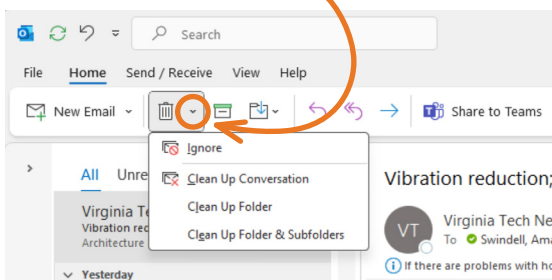 Search
File Home Send / Receive View Help
New Email Share to Teams
Ignore
All Unre
Clean Up Conversation
Vibration reduction;
Clean Up Folder
Virginia Te
Vibration red
Architecture
Clean Up Folder & Subfolders
VT
Virginia Tech Ne
To Swindell, Ama
If there are problems with ho
Yesterday